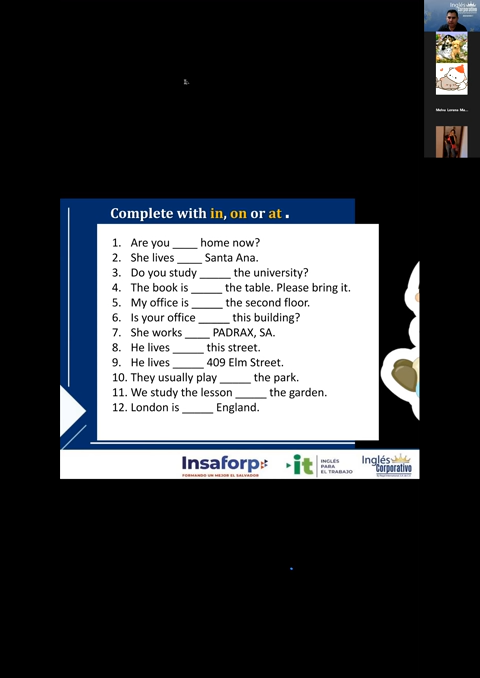 Inglés
Corporativo
Melva Lorena Ma...
Complete with in, on or at .
1. Are you ____ home now?
2. She lives ____ Santa Ana.
3. Do you study _____ the university?
4. The book is _____ the table. Please bring it.
5. My office is _____ the second floor.
6. Is your office _____ this building?
7. She works ____ PADRAX, SA.
8. He lives _____ this street.
9. He lives _____ 409 Elm Street.
10. They usually play _____ the park.
11. We study the lesson _____ the garden.
12. London is _____ England.
Insaforp
FORMANDO UN MEJOR EL SALVADOR
it
INGLÉS
PARA
EL TRABAJO
Inglés
Corporativo